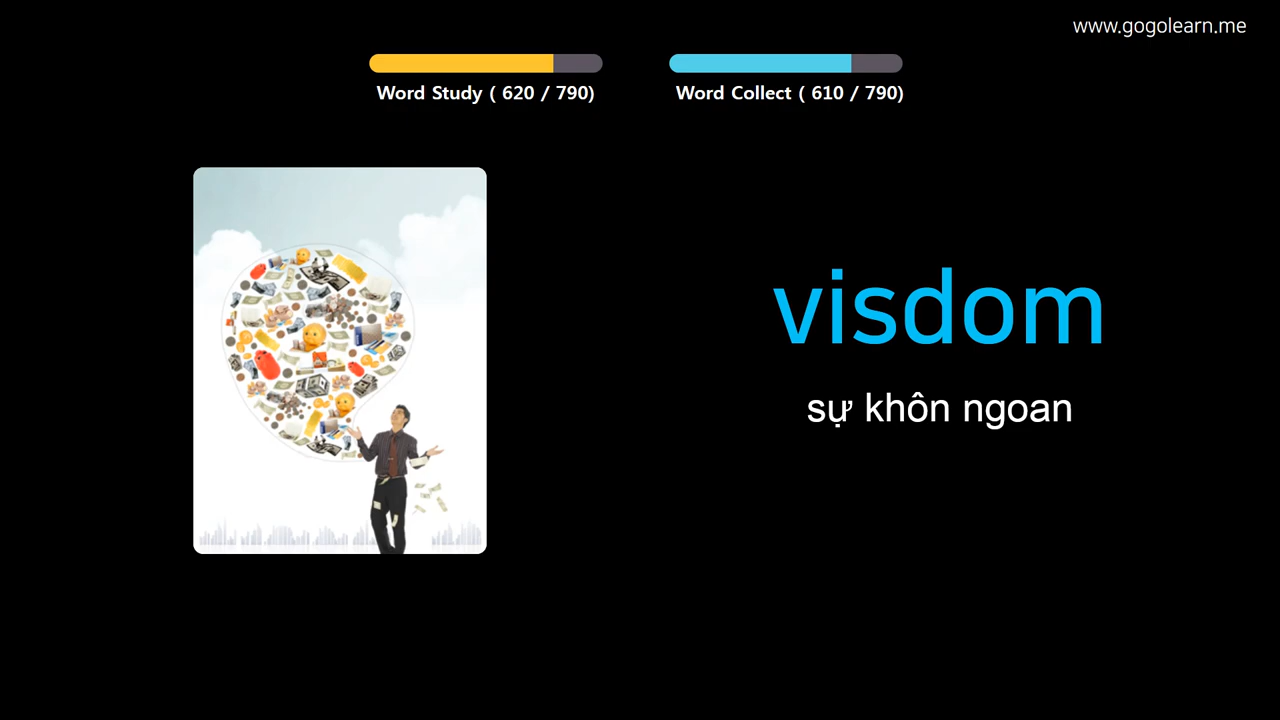 www.gogolearn.me
Word Study ( 620 / 790)
Word Collect ( 610 / 790)
visdom
sự khôn ngoan